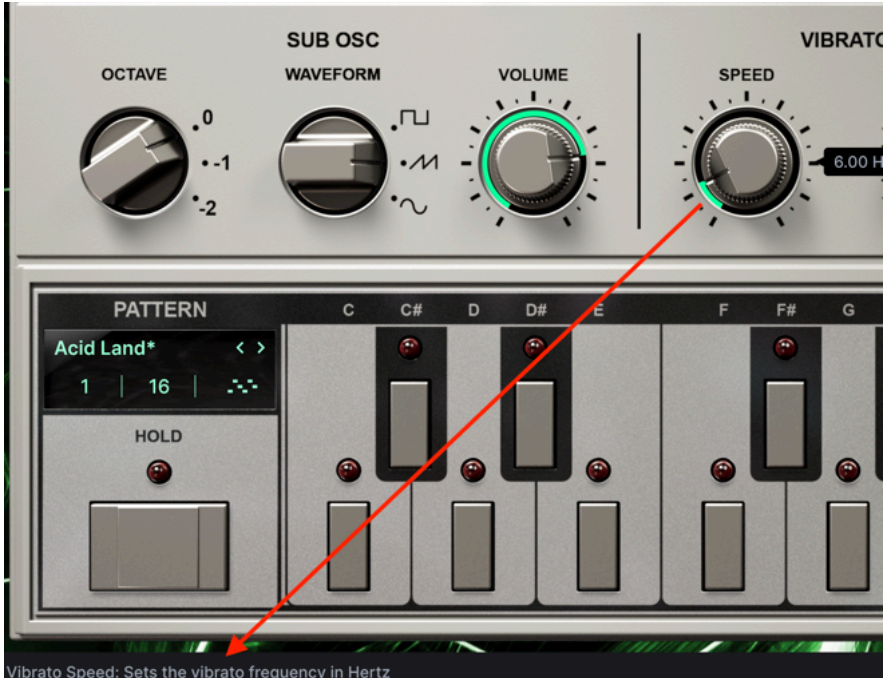 SUB OSC
VIBRATO
OCTAVE
WAVEFORM
VOLUME
SPEED
0
-1
-2
6.00 H
PATTERN
C
C#
D
D#
E
F
F#
G
Acid Land*
< >
1 | 16 |
HOLD
Vibrato Speed: Sets the vibrato frequency in Hertz